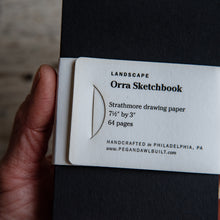 LANDSCAPE
Orra Sketchbook
Strathmore drawing paper
7½" by 3"
64 pages
HANDCRAFTED in PHILADELPHIA, PA
www.PEGANDAWLBUILT.com